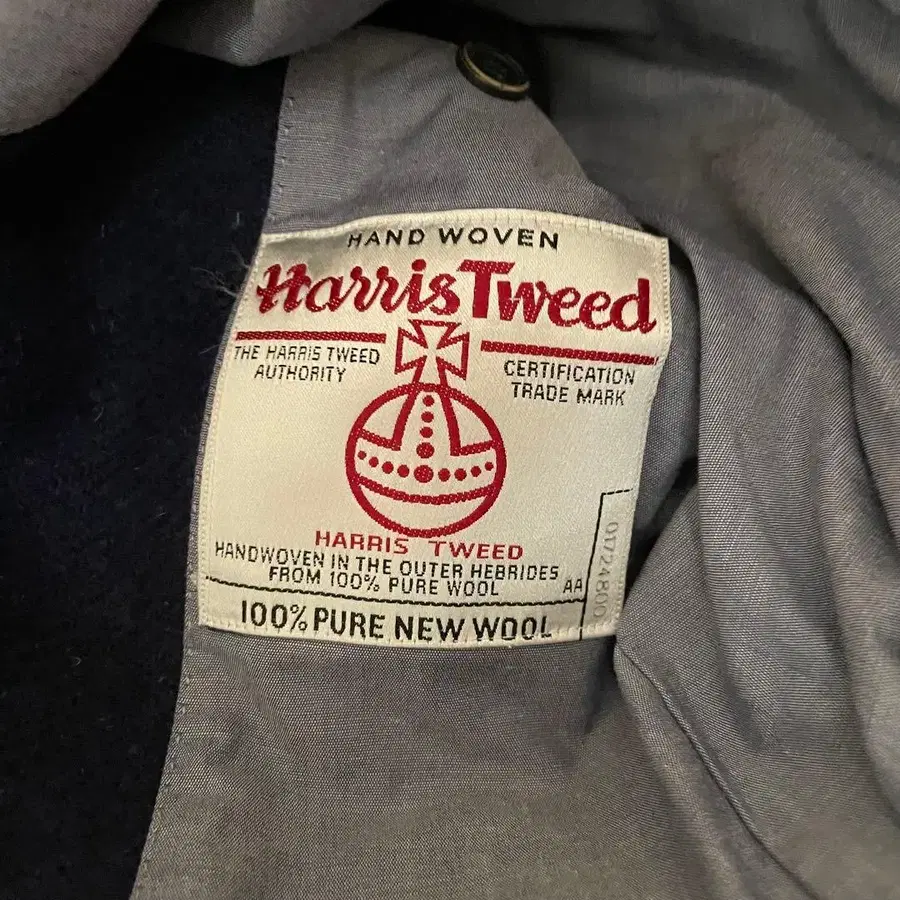 HAND WOVEN
Harris Tweed
THE HARRIS TWEED
AUTHORITY
CERTIFICATION
TRADE MARK
HARRIS TWEED
HANDWOVEN IN THE OUTER HEBRIDES
FROM 100% PURE WOOL
AA
100% PURE NEW WOOL